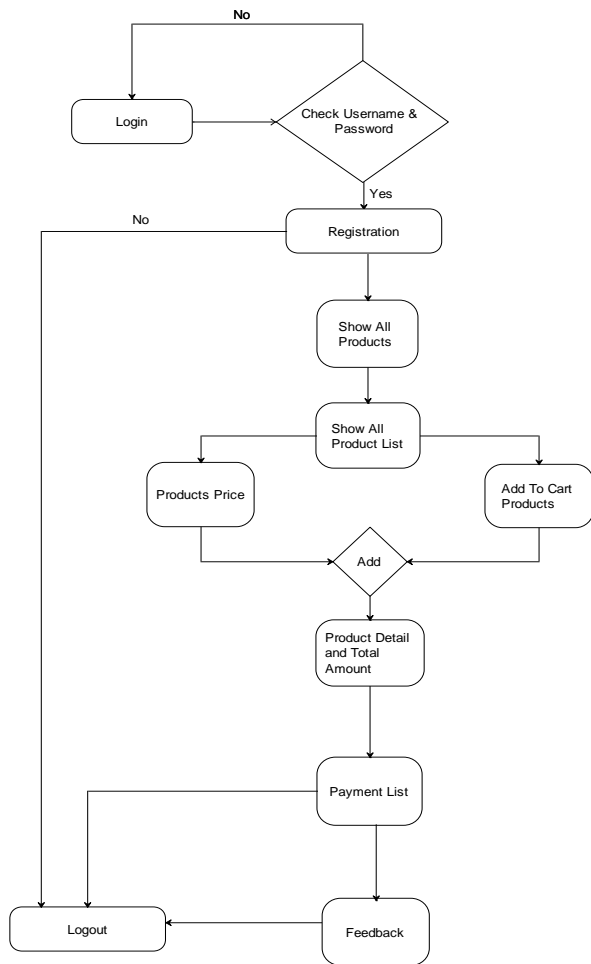 No
Check Username &
Password
Login
Yes
No
Registration
Show All
Products
Show All
Product List
Products Price
Add To Cart
Products
Add
Product Detail
and Total
Amount
Payment List
Logout
Feedback